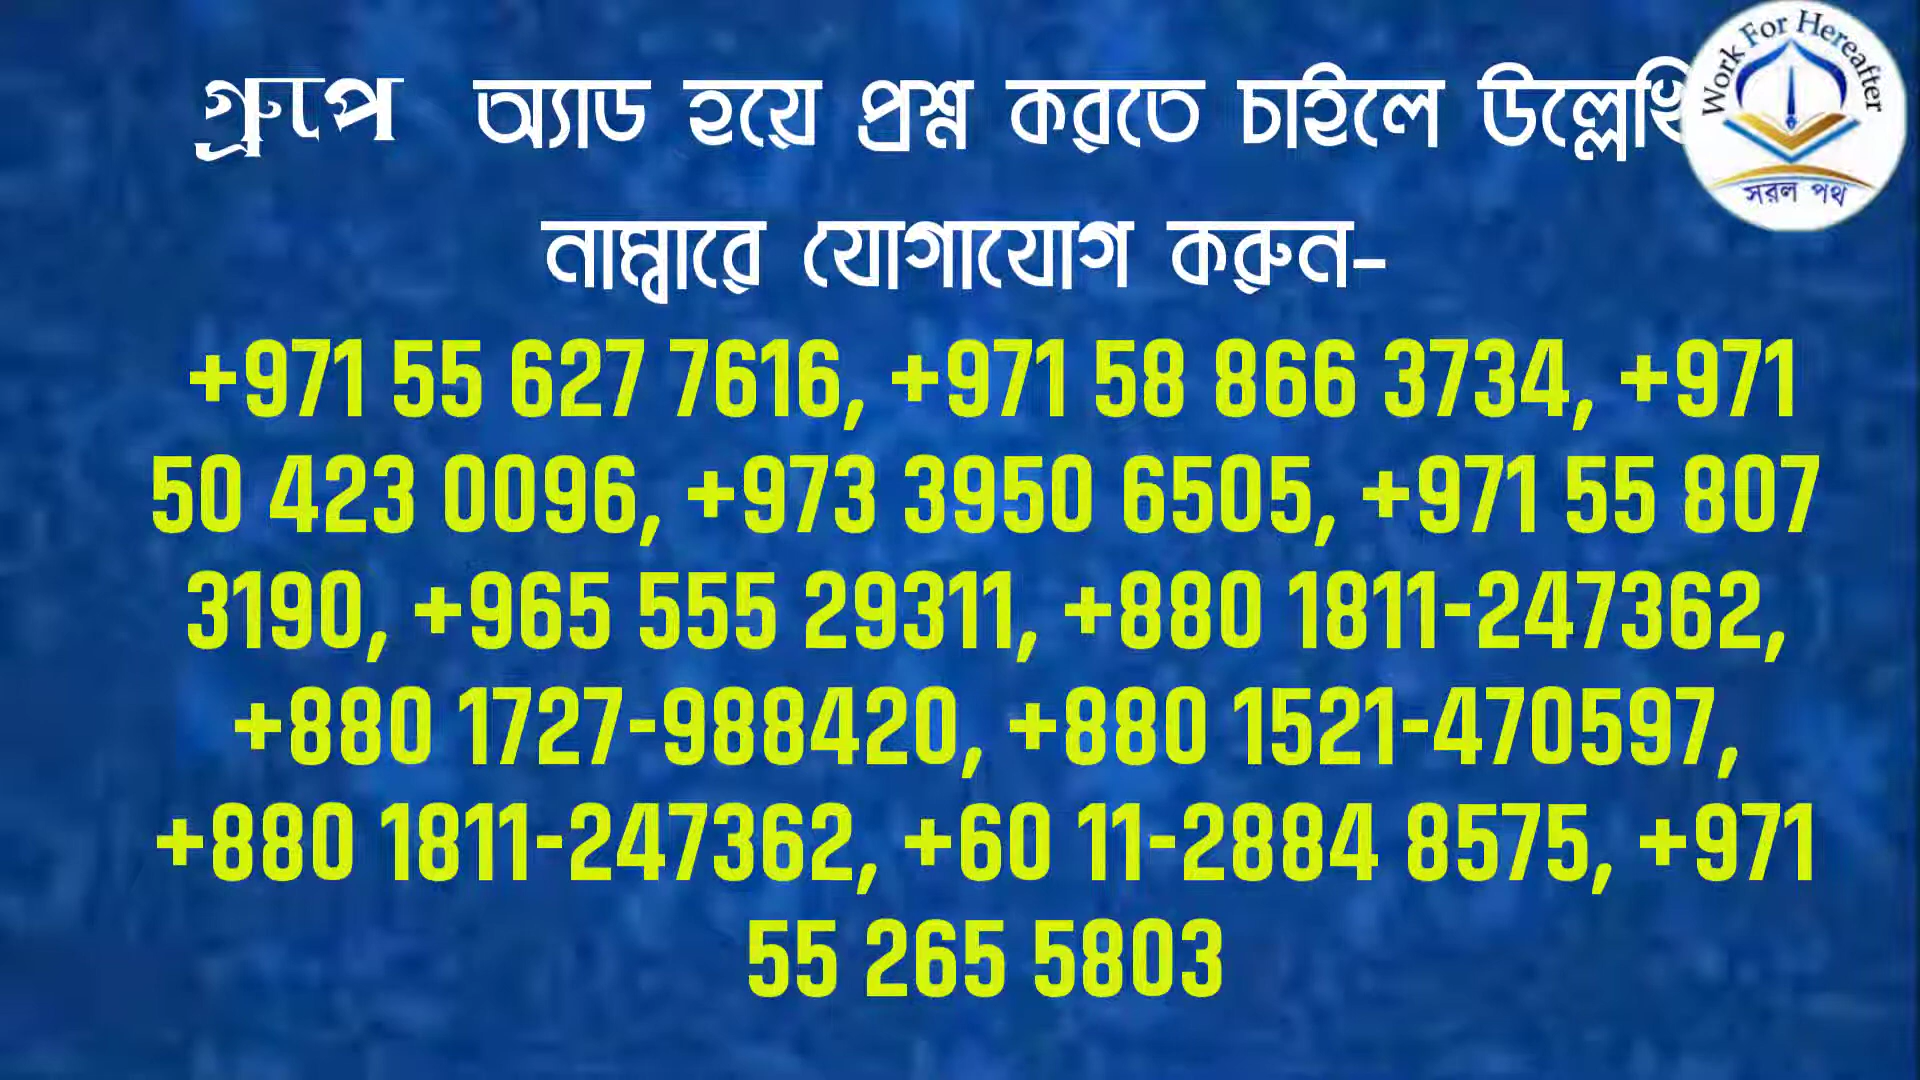 গ্রুপে অ্যাড হয়ে প্রশ্ন করতে চাইলে
নাম্বারে যোগাযোগ করুন-
+971 55 627 7616, +971 58 866 3734, +971
50 423 0096, +973 3950 6505, +971 55 807
3190, +965 555 29311, +880 1811-247362,
+880 1727-988420, +880 1521-470597,
+880 1811-247362, +60 11-2884 8575, +971
55 265 5803
Work For Hereafter
সরল পথ